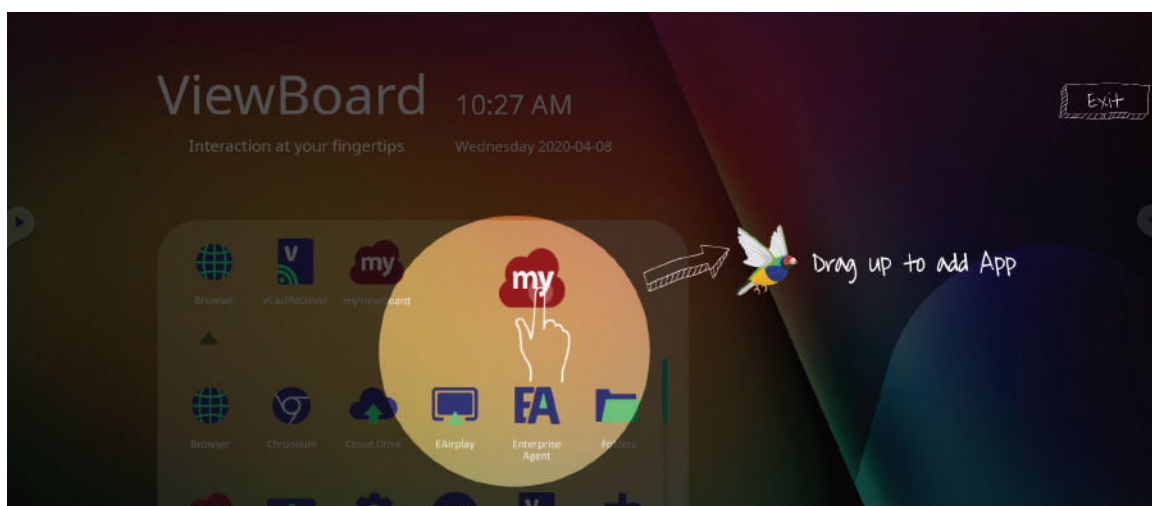 ViewBoard 10:27 AM
Interaction at your fingertips Wednesday 2020-04-08
Exit
my my
Drag up to add App
Browser vCastReceiver myViewBoard
Browser Chromium Cloud Drive EAirplay Enterprise Agent Folders
V